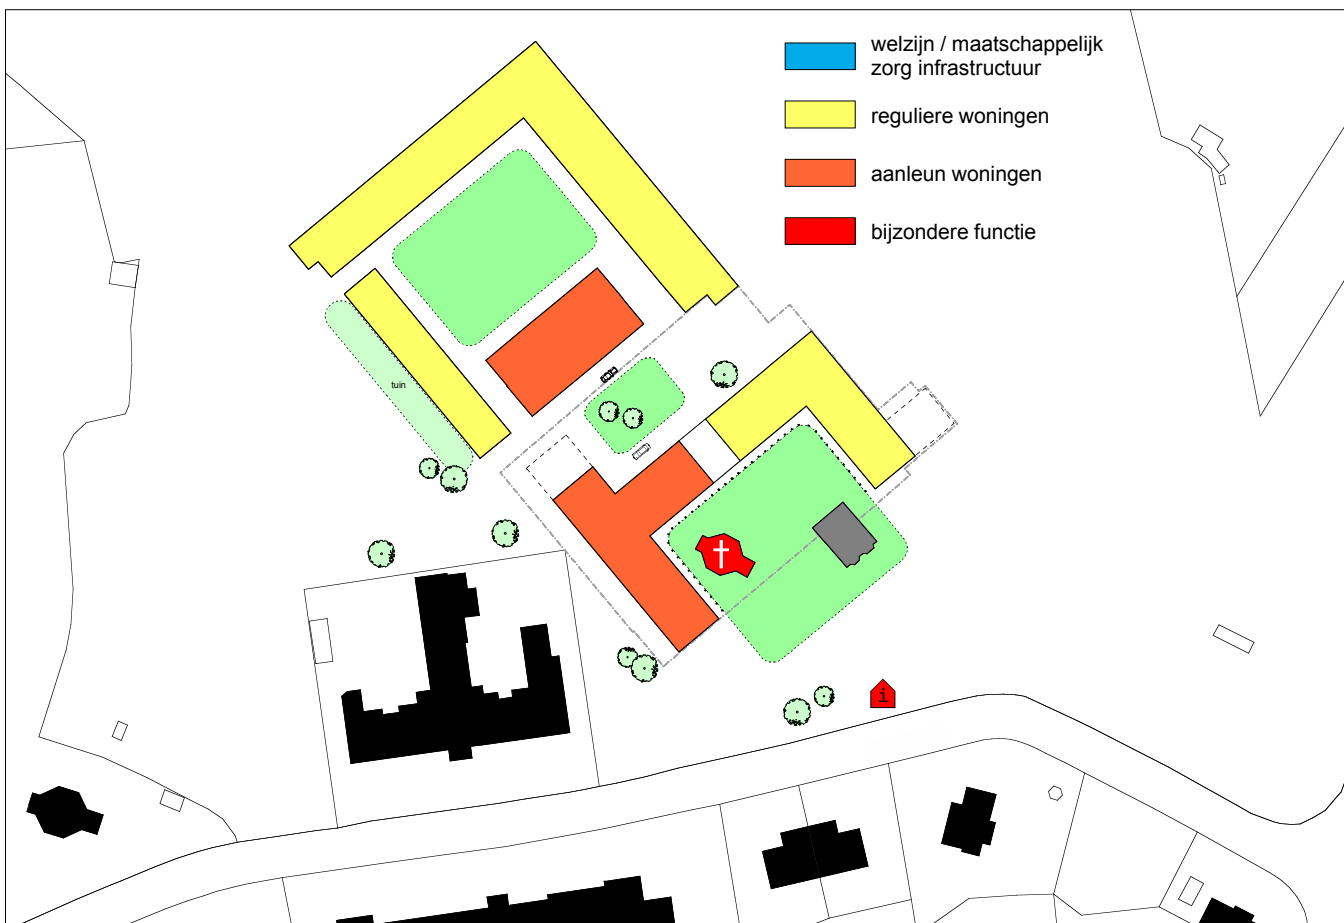 welzijn / maatschappelijk
zorg infrastructuur
reguliere woningen
aanleun woningen
bijzondere functie
tuin
i